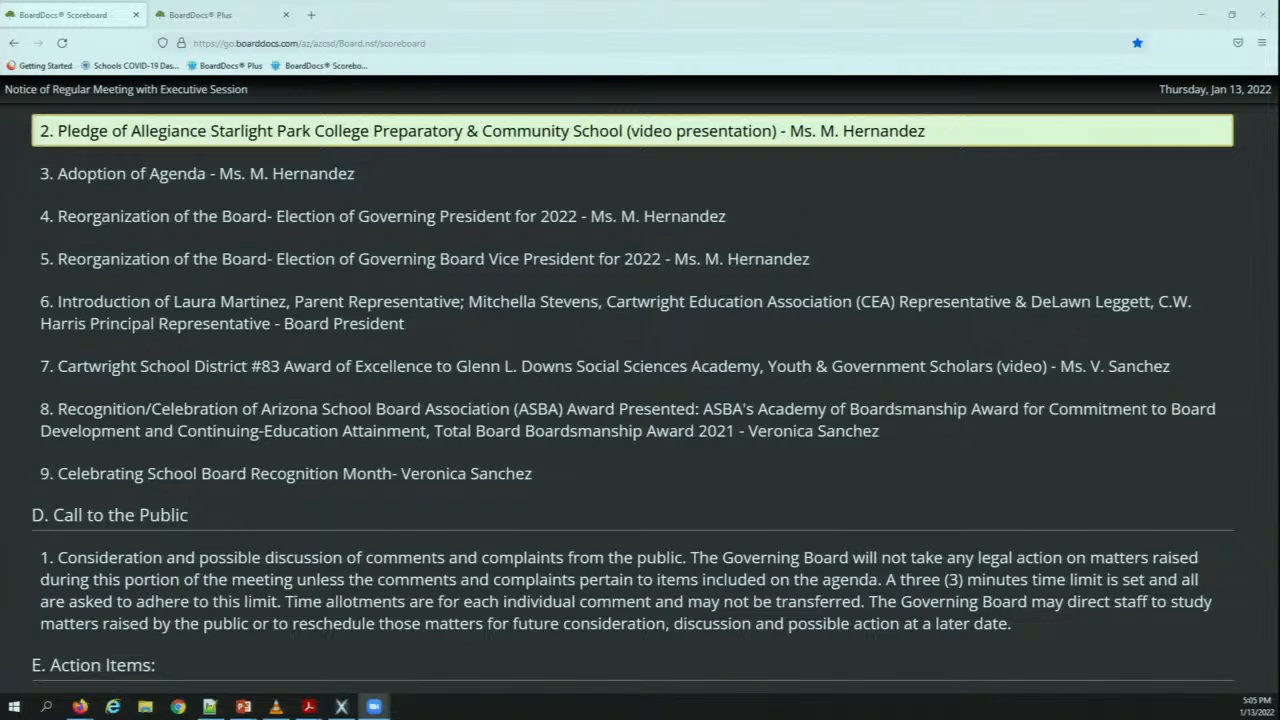 BoardDocs® Scoreboard
BoardDocs® Plus
https://go.boarddocs.com/az/azcsd/Board.nsf/scoreboard
Getting Started
Schools COVID-19 Das...
BoardDocs® Plus
BoardDocs® Scorebo...
Notice of Regular Meeting with Executive Session
Thursday, Jan 13, 2022
2. Pledge of Allegiance Starlight Park College Preparatory & Community School (video presentation) - Ms. M. Hernandez
3. Adoption of Agenda - Ms. M. Hernandez
4. Reorganization of the Board- Election of Governing President for 2022 - Ms. M. Hernandez
5. Reorganization of the Board- Election of Governing Board Vice President for 2022 - Ms. M. Hernandez
6. Introduction of Laura Martinez, Parent Representative; Mitchella Stevens, Cartwright Education Association (CEA) Representative & DeLawn Leggett, C.W.
Harris Principal Representative - Board President
7. Cartwright School District #83 Award of Excellence to Glenn L. Downs Social Sciences Academy, Youth & Government Scholars (video) - Ms. V. Sanchez
8. Recognition/Celebration of Arizona School Board Association (ASBA) Award Presented: ASBA's Academy of Boardsmanship Award for Commitment to Board
Development and Continuing-Education Attainment, Total Board Boardsmanship Award 2021 - Veronica Sanchez
9. Celebrating School Board Recognition Month- Veronica Sanchez
D. Call to the Public
1. Consideration and possible discussion of comments and complaints from the public. The Governing Board will not take any legal action on matters raised
during this portion of the meeting unless the comments and complaints pertain to items included on the agenda. A three (3) minutes time limit is set and all
are asked to adhere to this limit. Time allotments are for each individual comment and may not be transferred. The Governing Board may direct staff to study
matters raised by the public or to reschedule those matters for future consideration, discussion and possible action at a later date.
E. Action Items:
5:05 PM
1/13/2022